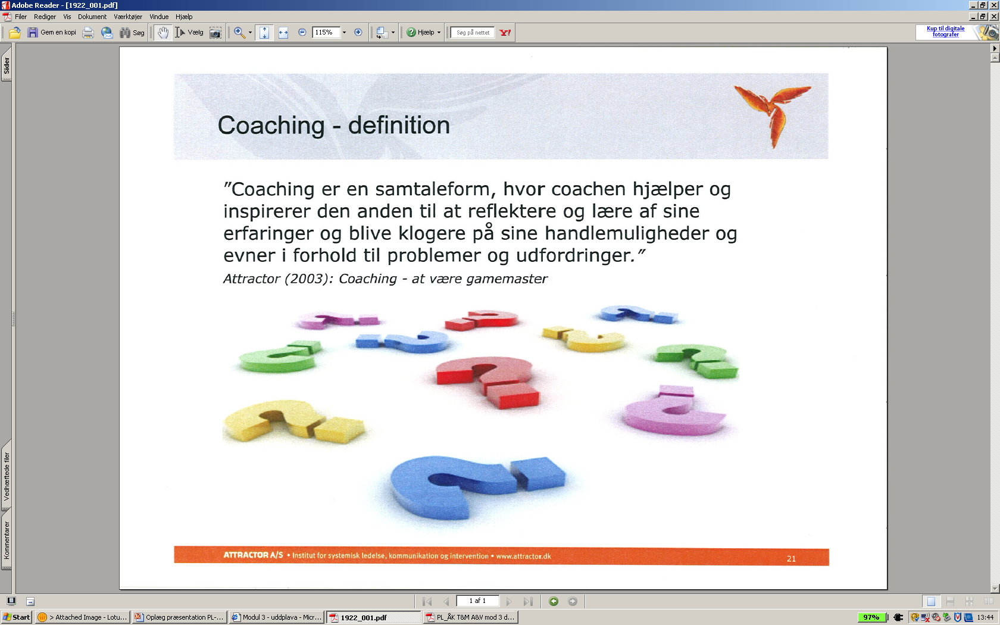 Adobe Reader - [1922_001.pdf]
Filer Rediger Vis Dokument Værktøjer Vindue Hjælp
Gem en kopi Søg Vælg 115% Hjælp Søg på nettet Y!
Kup til digitale
fotografer
Sider
Coaching - definition
”Coaching er en samtaleform, hvor coachen hjælper og
inspirerer den anden til at reflektere og lære af sine
erfaringer og blive klogere på sine handlemuligheder og
evner i forhold til problemer og udfordringer.”
Attractor (2003): Coaching - at være gamemaster
Vedhæftede filer
Kommentarer
ATTRACTOR A/S • Institut for systemisk ledelse, kommunikation og intervention • www.attractor.dk
21
1 af 1
Start > Attached Image - Lotu... Oplæg præsentation PL-... Modul 3 - uddplava - Micr... 1922_001.pdf PL_ÅK T&M A&V mod 3 d... 97% 13:44